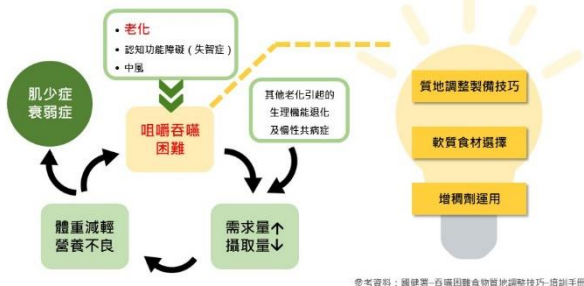 • 老化
• 認知功能障礙（失智症）
• 中風
肌少症
衰弱症
咀嚼吞嚥
困難
其他老化引起的
生理機能退化
及慢性共病症
體重減輕
營養不良
需求量↑
攝取量↓
質地調整製備技巧
軟質食材選擇
增稠劑運用
參考資料：國健署-吞嚥困難食物質地調整技巧-培訓手冊